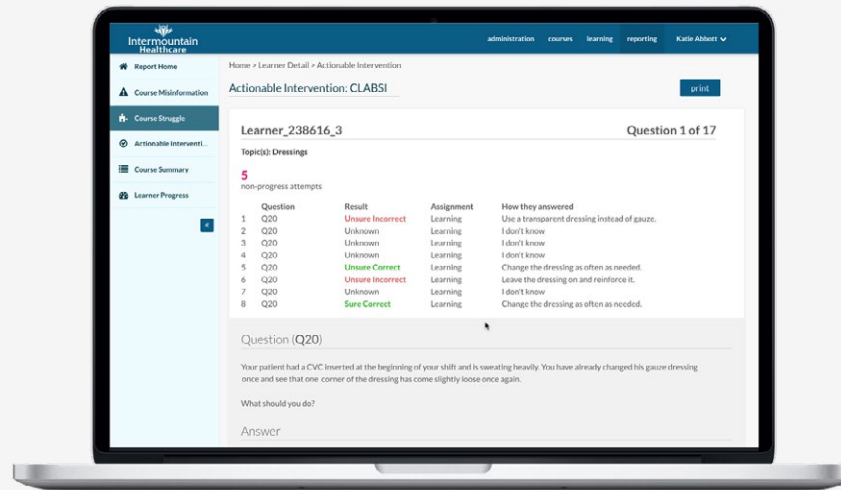 Intermountain
Healthcare
administration courses learning reporting Katie Abbott
Report Home
Course Misinformation
Course Struggle
Actionable Interventi...
Course Summary
Learner Progress
«
Home > Learner Detail > Actionable Intervention
Actionable Intervention: CLABSI
print
Learner_238616_3 Question 1 of 17
Topic(s): Dressings
5
non-progress attempts
Question Result Assignment How they answered
1 Q20 Unsure Incorrect Learning Use a transparent dressing instead of gauze.
2 Q20 Unknown Learning I don't know
3 Q20 Unknown Learning I don't know
4 Q20 Unknown Learning I don't know
5 Q20 Unsure Correct Learning Change the dressing as often as needed.
6 Q20 Unsure Incorrect Learning Leave the dressing on and reinforce it.
7 Q20 Unknown Learning I don't know
8 Q20 Sure Correct Learning Change the dressing as often as needed.
Question (Q20)
Your patient had a CVC inserted at the beginning of your shift and is sweating heavily. You have already changed his gauze dressing
once and see that one corner of the dressing has come slightly loose once again.
What should you do?
Answer